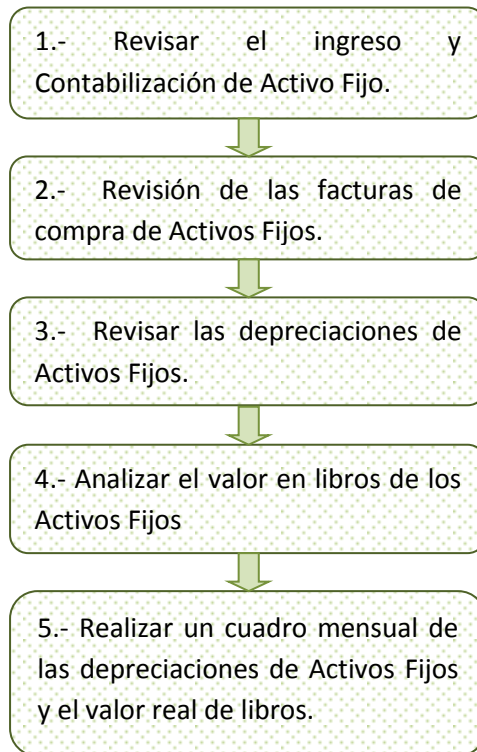 1.- Revisar el ingreso y
Contabilización de Activo Fijo.
2.- Revisión de las facturas de
compra de Activos Fijos.
3.- Revisar las depreciaciones de
Activos Fijos.
4.- Analizar el valor en libros de los
Activos Fijos
5.- Realizar un cuadro mensual de
las depreciaciones de Activos Fijos
y el valor real de libros.